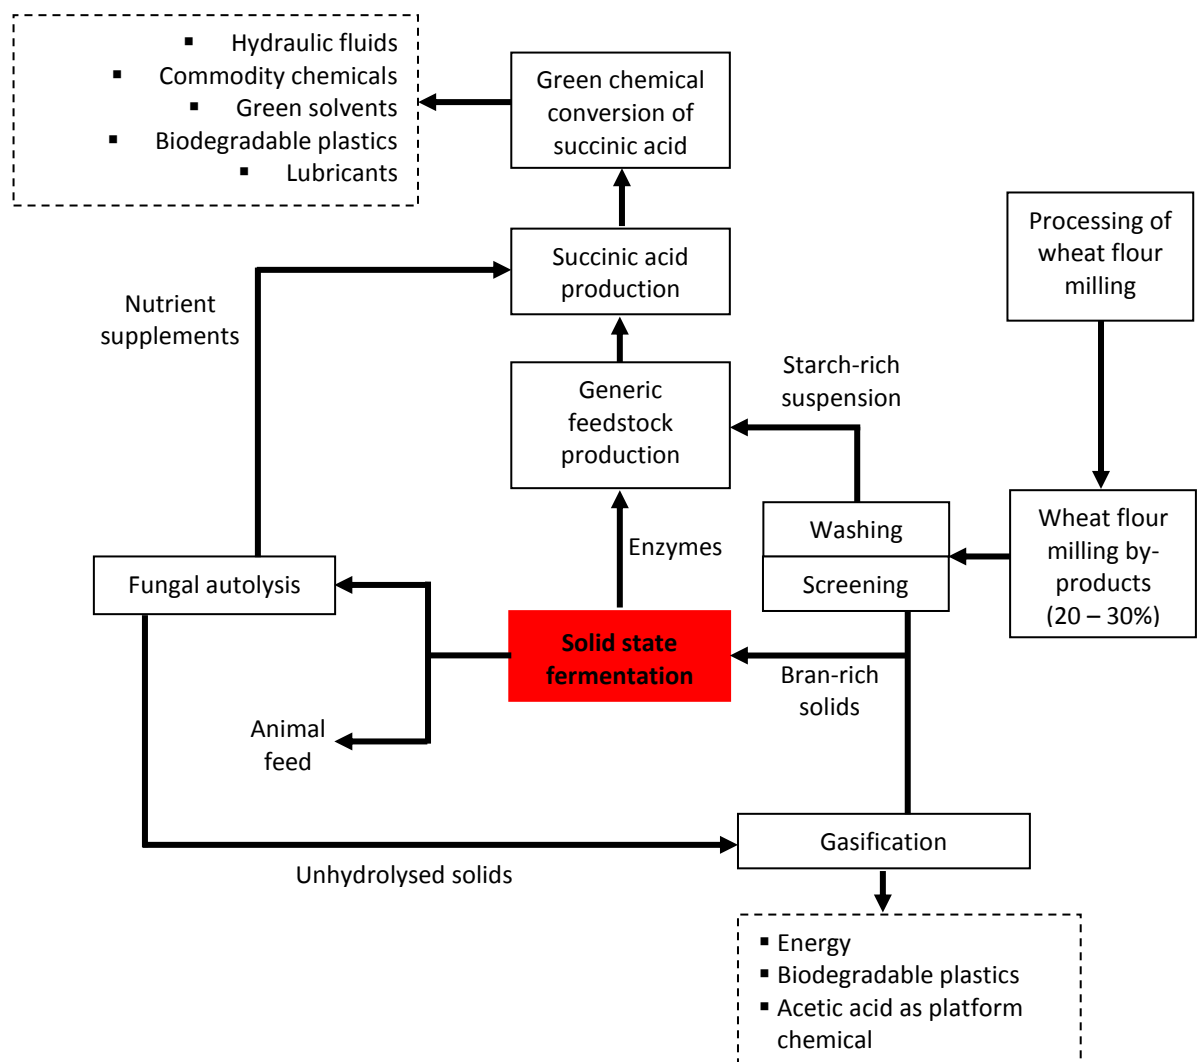 ▪ Hydraulic fluids
▪ Commodity chemicals
▪ Green solvents
▪ Biodegradable plastics
▪ Lubricants
Green chemical
conversion of
succinic acid
Processing of
wheat flour
milling
Succinic acid
production
Nutrient
supplements
Generic
feedstock
production
Starch-rich
suspension
Wheat flour
milling by-
products
(20 – 30%)
Washing
Screening
Enzymes
Fungal autolysis
Solid state
fermentation
Bran-rich
solids
Animal
feed
Gasification
Unhydrolysed solids
▪ Energy
▪ Biodegradable plastics
▪ Acetic acid as platform
chemical